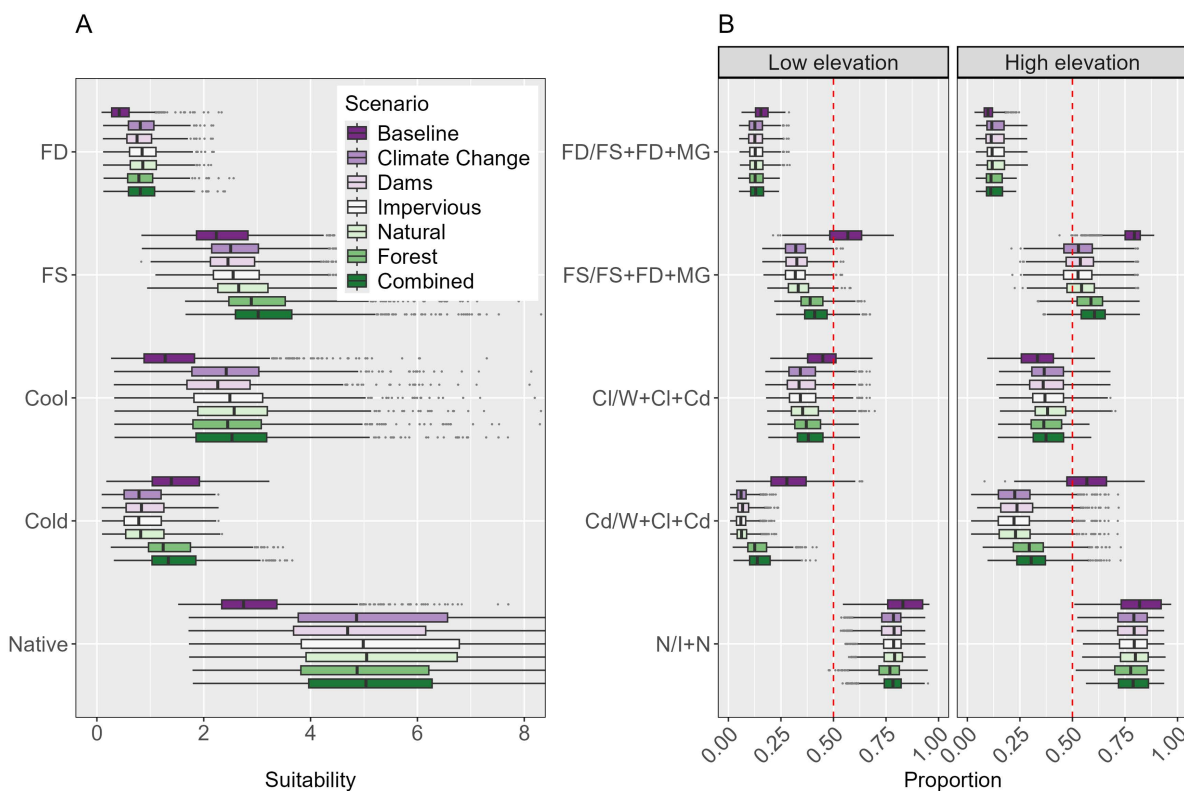 A
FD
FS
Cool
Cold
Native
Scenario
Baseline
Climate Change
Dams
Impervious
Natural
Forest
Combined
0 2 4 6 8
Suitability
B
Low elevation High elevation
FD/FS+FD+MG
FS/FS+FD+MG
Cl/W+Cl+Cd
Cd/W+Cl+Cd
N/I+N
0.00 0.25 0.50 0.75 1.00 0.00 0.25 0.50 0.75 1.00
Proportion